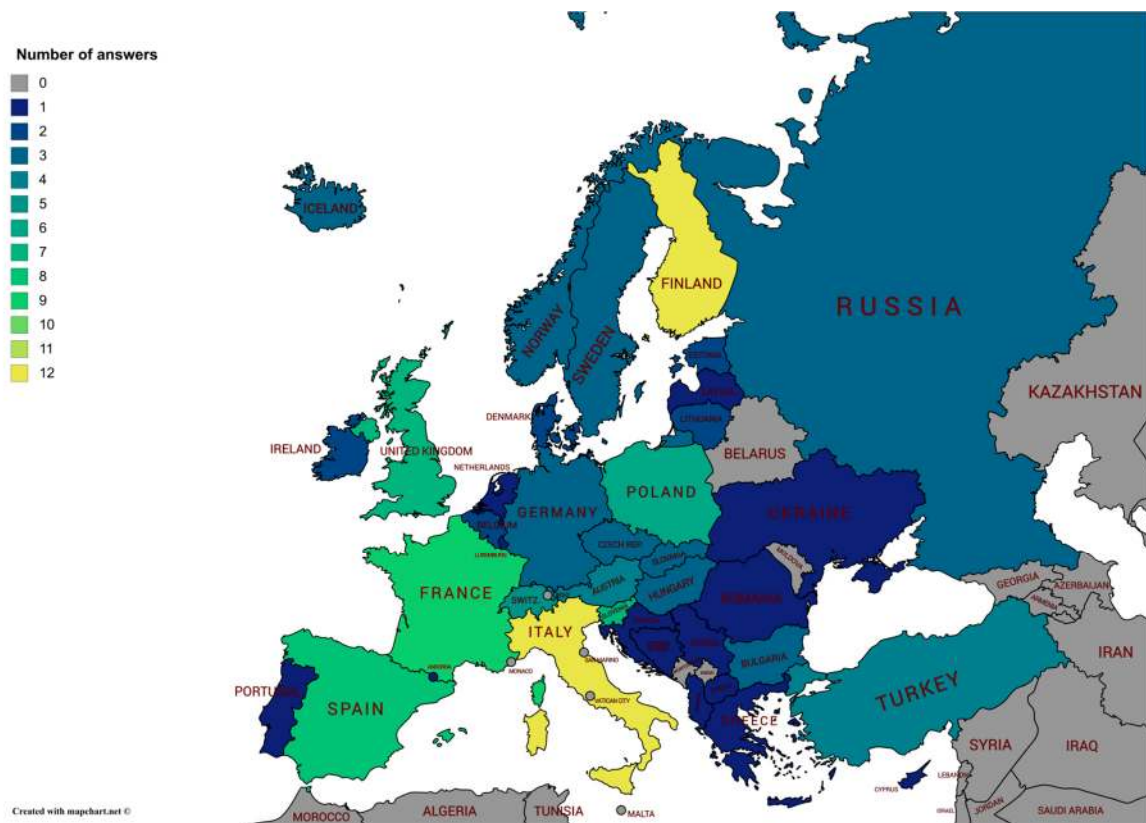 Number of answers
0
1
2
3
4
5
6
7
8
9
10
11
12
ICELAND
FINLAND
RUSSIA
NORWAY
SWEDEN
ESTONIA
KAZAKHSTAN
LITHUANIA
DENMARK
IRELAND
UNITED KINGDOM
BELARUS
NETHERLANDS
POLAND
GERMANY
BELGIUM
UKRAINE
CZECH REP.
LUXEMBURG
SLOVAKIA
MOLDOVA
FRANCE
SWITZ.
AUSTRIA
HUNGARY
GEORGIA
AZERBAIJAN
ARMENIA
ROMANIA
SLOVENIA
ITALY
SAN MARINO
MONACO
BULGARIA
IRAN
ANDORRA
PORTUGAL
SPAIN
VATICAN CITY
TURKEY
GREECE
SYRIA
IRAQ
LEBANON
CYPRUS
ISRAEL
JORDAN
SAUDI ARABIA
MOROCCO
ALGERIA
TUNISIA
MALTA
Created with mapchart.net ©